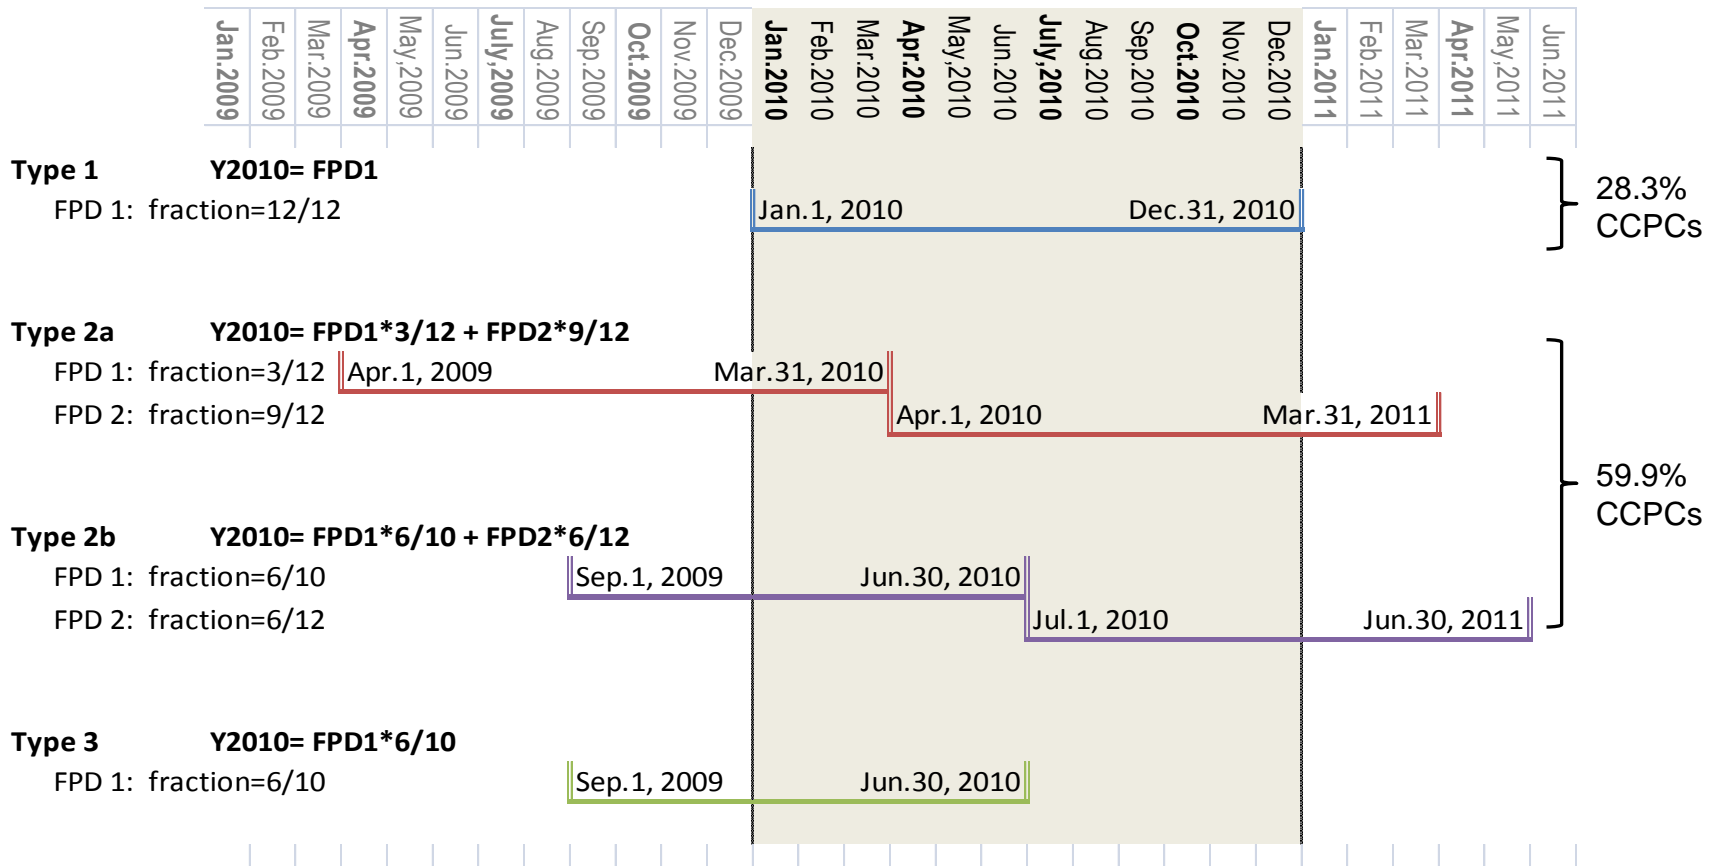 Jan.2009 Feb.2009 Mar.2009 Apr.2009 May,2009 Jun.2009 July,2009 Aug.2009 Sep.2009 Oct.2009 Nov.2009 Dec.2009 Jan.2010 Feb.2010 Mar.2010 Apr.2010 May,2010 Jun.2010 July,2010 Aug.2010 Sep.2010 Oct.2010 Nov.2010 Dec.2010 Jan.2011 Feb.2011 Mar.2011 Apr.2011 May,2011 Jun.2011
Type 1 Y2010= FPD1
FPD 1: fraction=12/12 Jan.1, 2010 Dec.31, 2010
28.3%
CCPCs
Type 2a Y2010= FPD1*3/12 + FPD2*9/12
FPD 1: fraction=3/12 Apr.1, 2009 Mar.31, 2010
FPD 2: fraction=9/12 Apr.1, 2010 Mar.31, 2011
59.9%
CCPCs
Type 2b Y2010= FPD1*6/10 + FPD2*6/12
FPD 1: fraction=6/10 Sep.1, 2009 Jun.30, 2010
FPD 2: fraction=6/12 Jul.1, 2010 Jun.30, 2011
Type 3 Y2010= FPD1*6/10
FPD 1: fraction=6/10 Sep.1, 2009 Jun.30, 2010